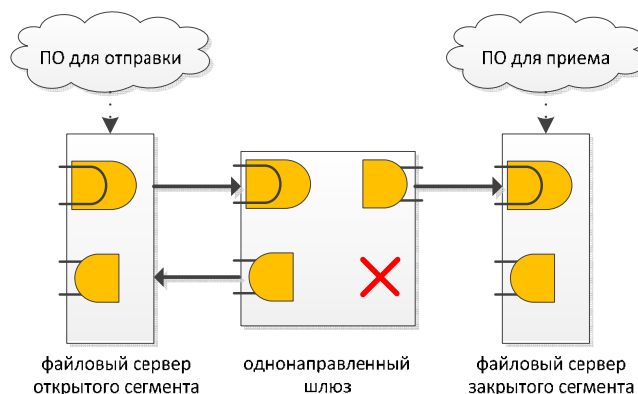 ПО для отправки
ПО для приема
файловый сервер
открытого сегмента
однонаправленный
шлюз
файловый сервер
закрытого сегмента